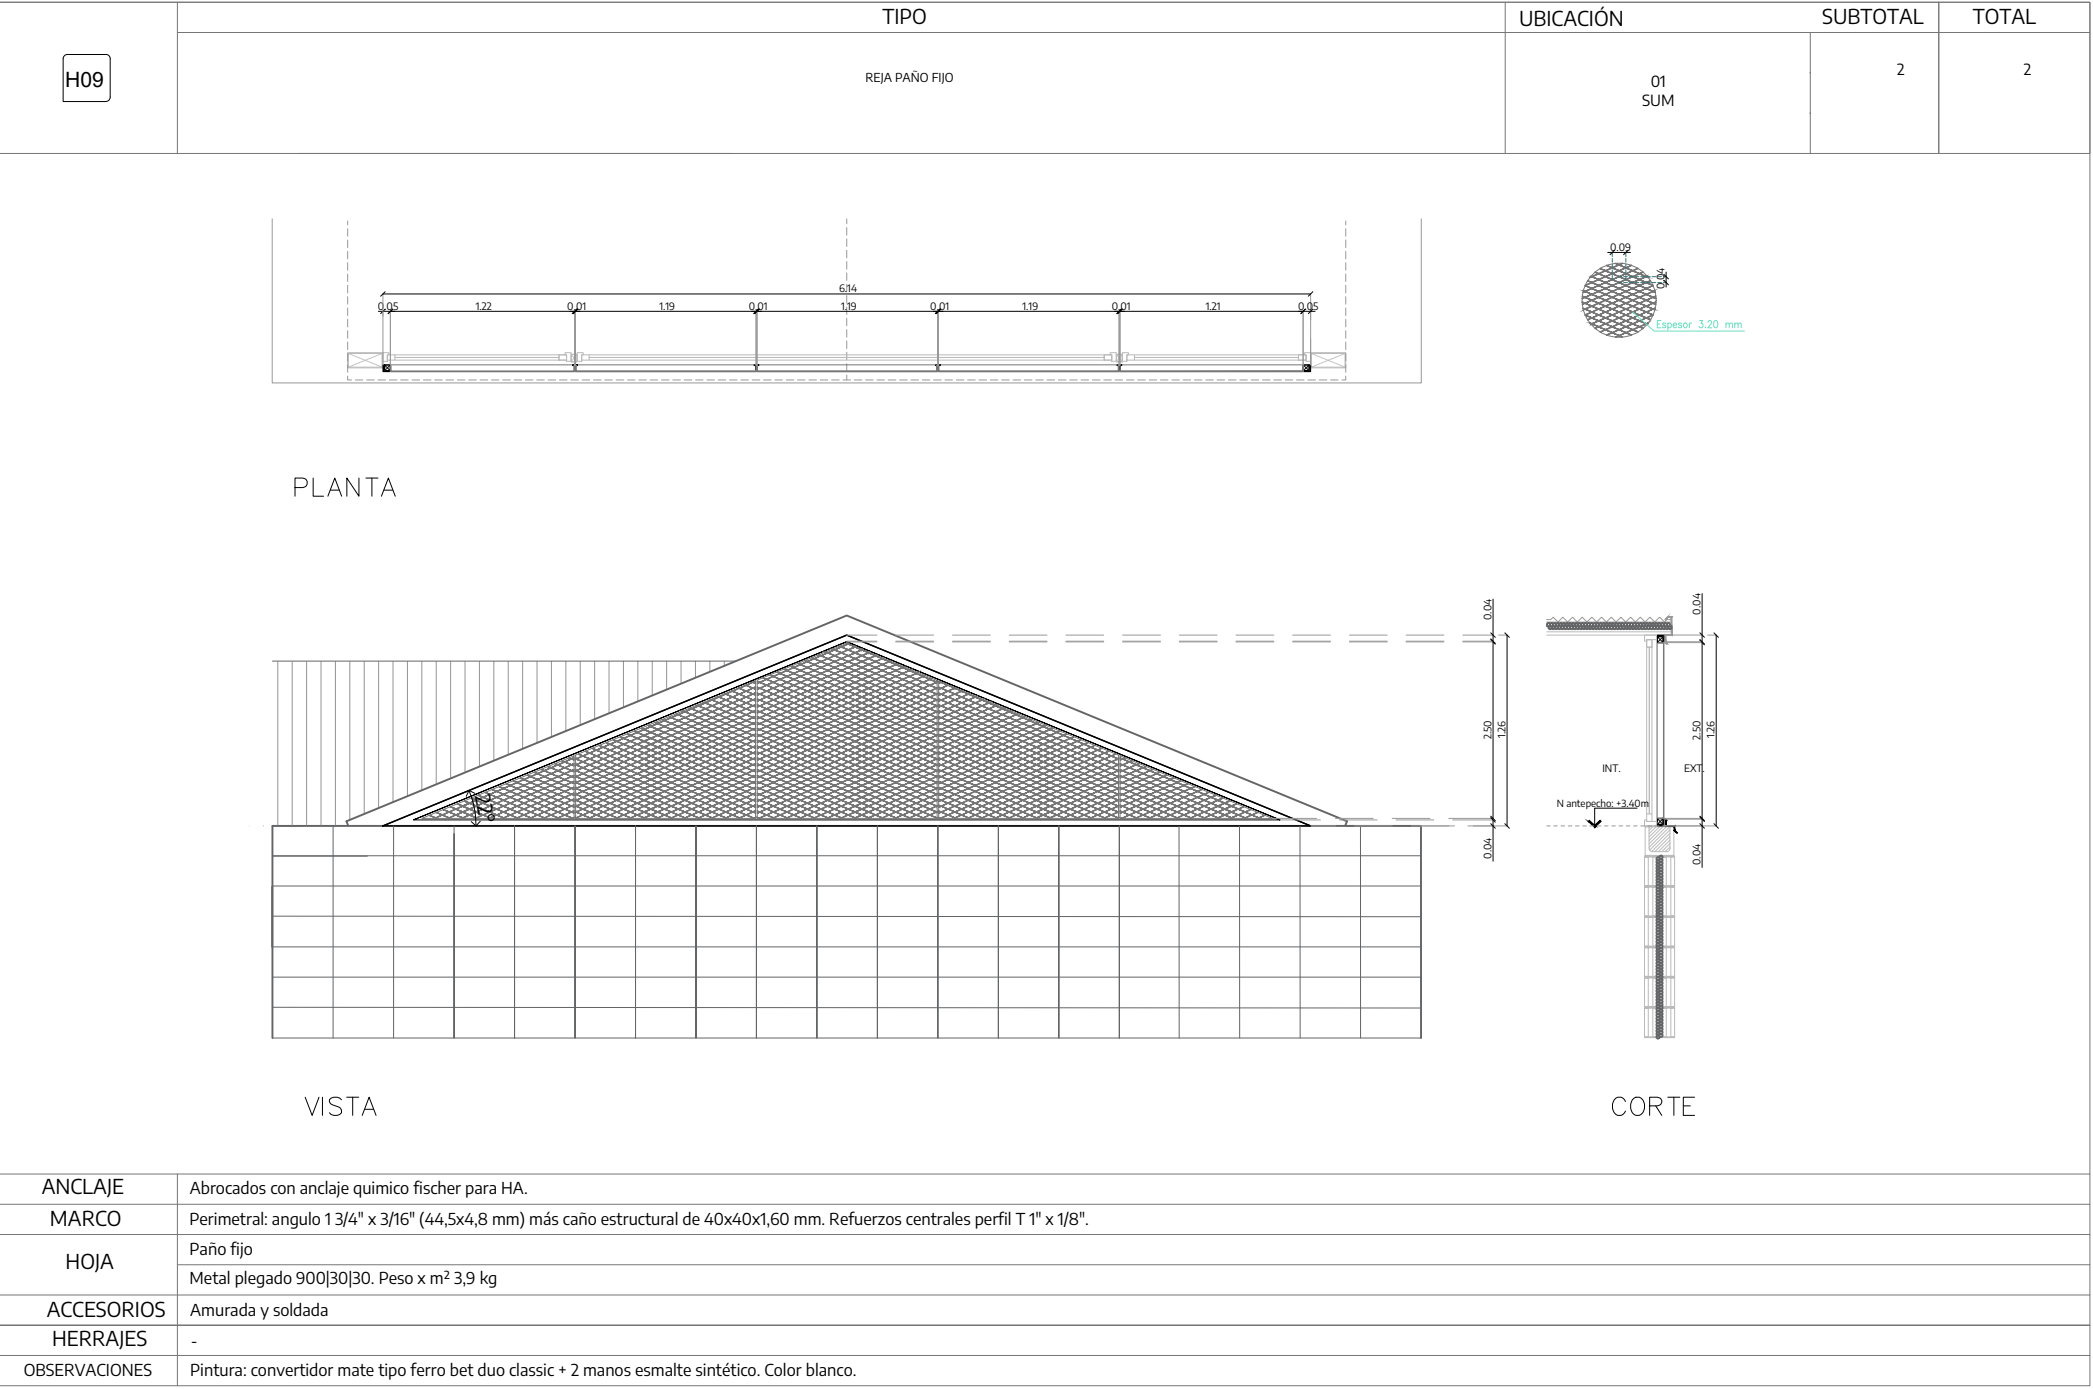 TIPO
UBICACIÓN
SUBTOTAL
TOTAL
H09
REJA PAÑO FIJO
01
SUM
2
2
6.14
0.05
1.22
0.01
1.19
0.01
1.19
0.01
1.19
0.01
1.21
0.05
0.09
0.04
Espesor 3.20 mm
PLANTA
22°
0.04
2.50
1.26
0.04
0.04
2.50
1.26
0.04
INT.
EXT.
N antepecho: +3.40m
VISTA
CORTE
ANCLAJE
Abrocados con anclaje quimico fischer para HA.
MARCO
Perimetral: angulo 1 3/4" x 3/16" (44,5x4,8 mm) más caño estructural de 40x40x1,60 mm. Refuerzos centrales perfil T 1" x 1/8".
HOJA
Paño fijo
Metal plegado 900|30|30. Peso x m² 3,9 kg
ACCESORIOS
Amurada y soldada
HERRAJES
-
OBSERVACIONES
Pintura: convertidor mate tipo ferro bet duo classic + 2 manos esmalte sintético. Color blanco.